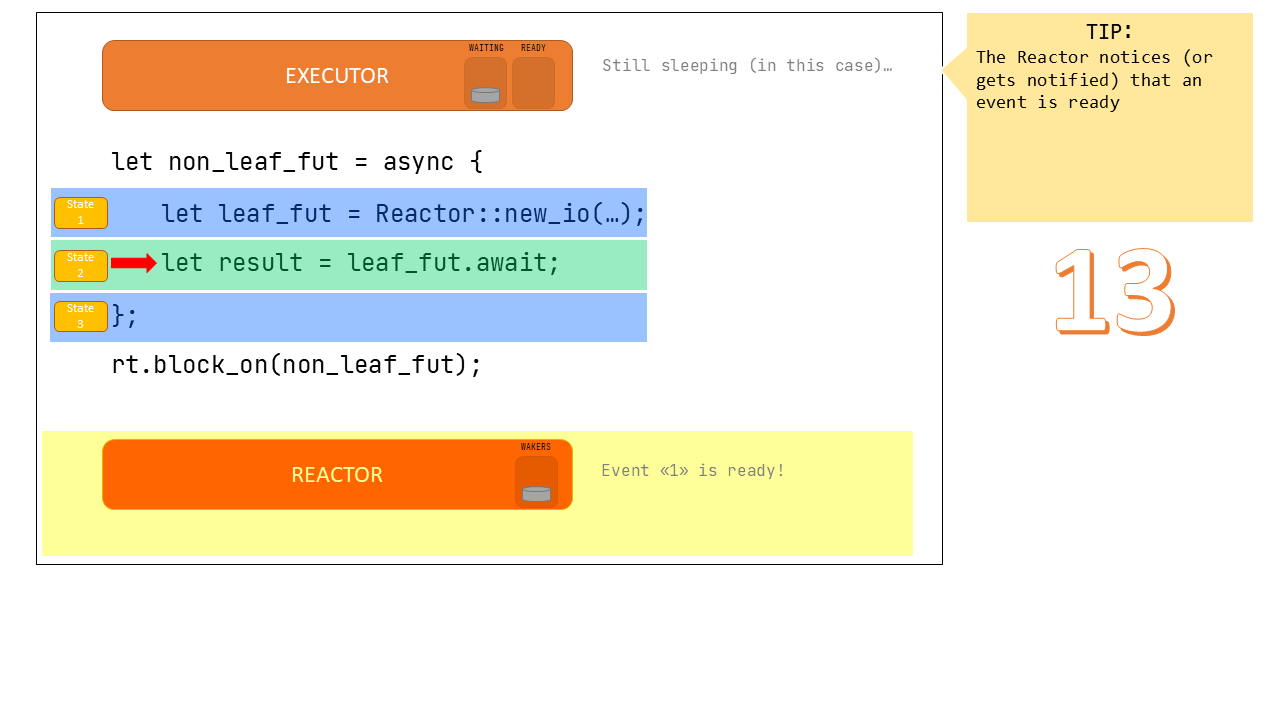 WAITING READY
EXECUTOR
Still sleeping (in this case)…
let non_leaf_fut = async {
State
1
let leaf_fut = Reactor::new_io(…);
State
2
let result = leaf_fut.await;
State
3
};
rt.block_on(non_leaf_fut);
WAKERS
REACTOR
Event «1» is ready!
TIP:
The Reactor notices (or
gets notified) that an
event is ready
13